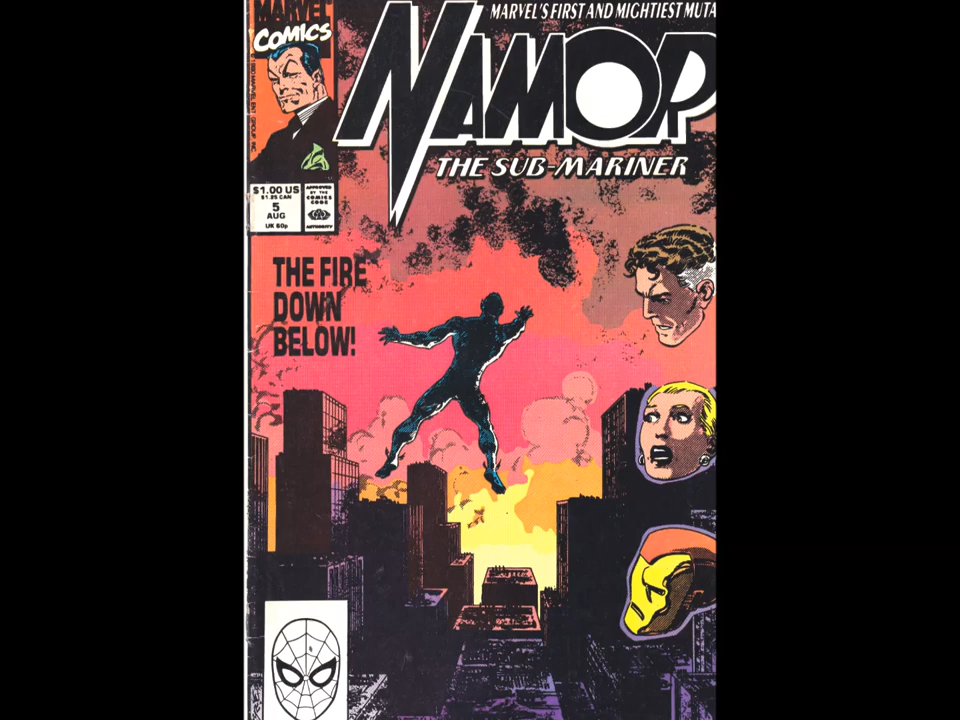 MARVEL COMICS
MARVEL'S FIRST AND MIGHTIEST MUTA
NAMOR
THE SUB-MARINER
$1.00 US
$1.25 CAN
5
AUG
UK 60p
APPROVED
BY THE
COMICS
CODE
AUTHORITY
THE FIRE
DOWN
BELOW!